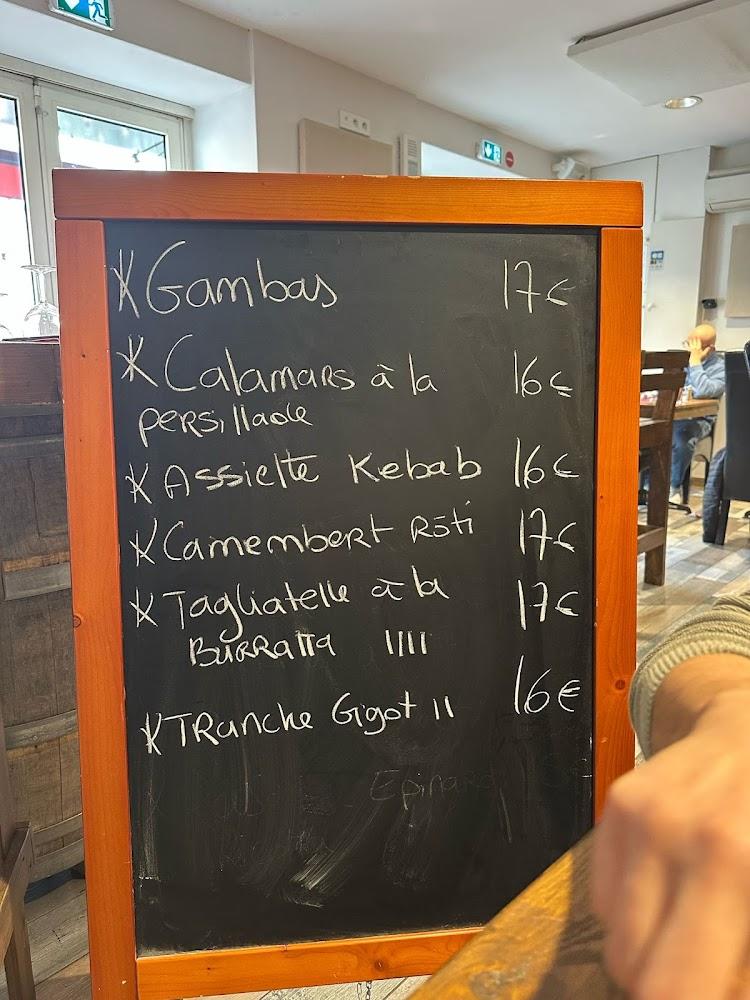 * Gambas 17€
* Calamars à la 16€
persillade
* Assiette Kebab 16€
* Camembert rôti 17€
* Tagliatelle à la 17€
Burratta IIII
* Tranche Gigot II 16€
Epinard